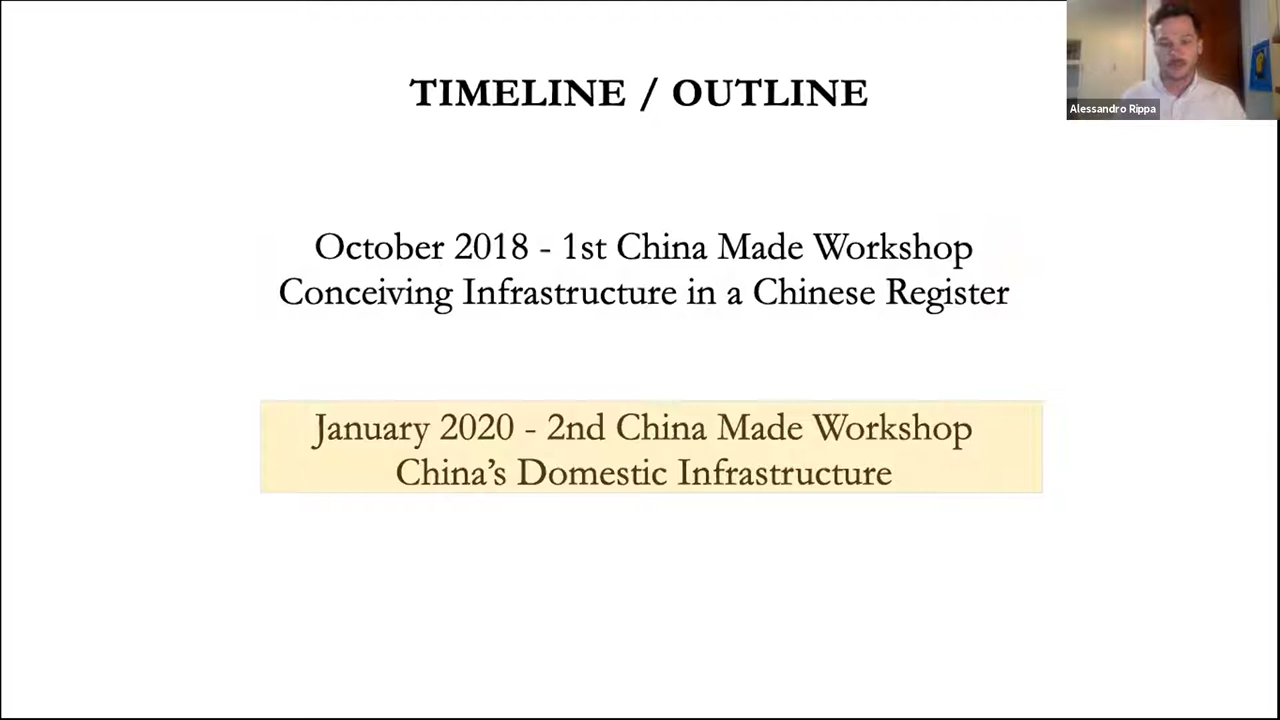 TIMELINE / OUTLINE
Alessandro Rippa
October 2018 - 1st China Made Workshop
Conceiving Infrastructure in a Chinese Register
January 2020 - 2nd China Made Workshop
China’s Domestic Infrastructure